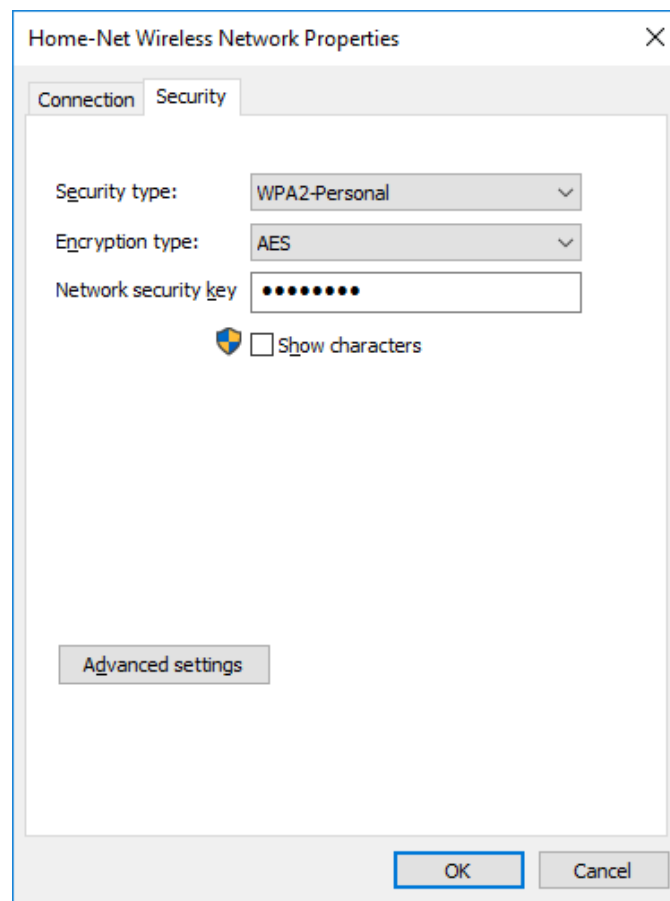 Home-Net Wireless Network Properties
Connection Security
Security type: WPA2-Personal
Encryption type: AES
Network security key ●●●●●●●●
Show characters
Advanced settings
OK Cancel